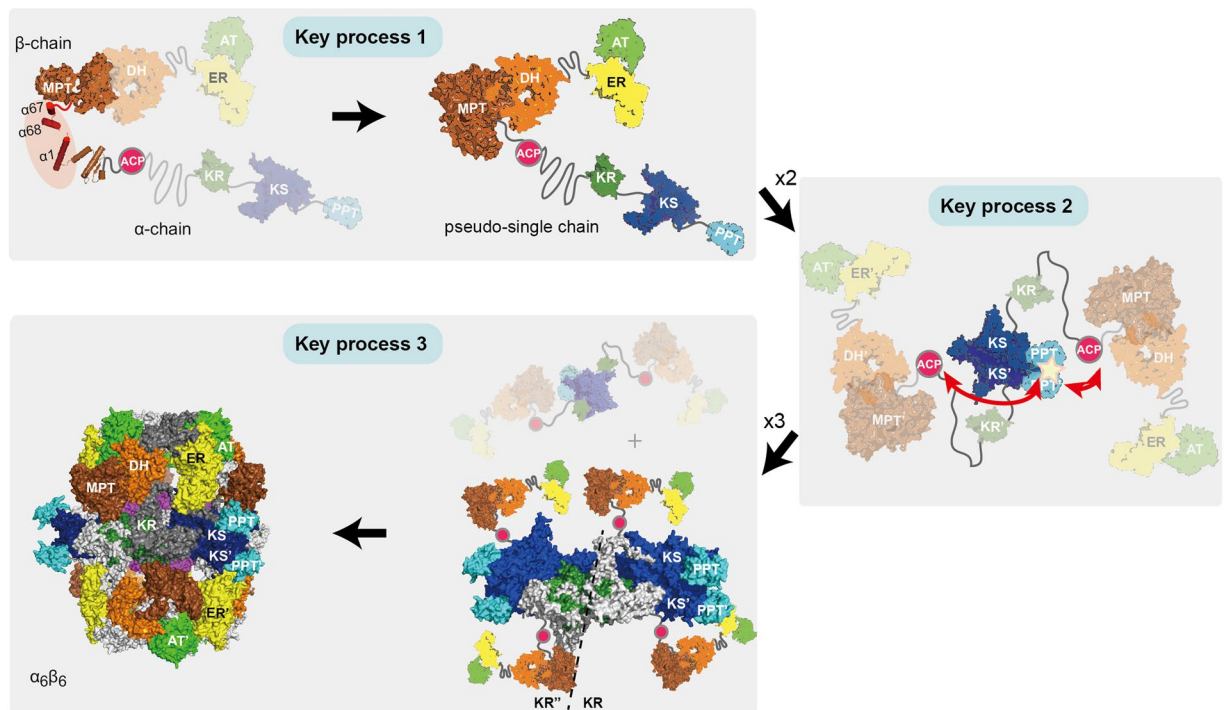 Key process 1
β-chain
MPT
DH
ER
AT
α67
α68
α1
ACP
KR
KS
PPT
α-chain
MPT
DH
ER
AT
ACP
KR
KS
PPT
pseudo-single chain
x2
Key process 2
AT'
ER'
DH'
MPT'
ACP
KS
KS'
KR
KR'
PPT
PPT
ACP
MPT
DH
ER
AT
x3
Key process 3
MPT
DH
ER
AT
KR
KS
PPT
KS'
PPT'
ER'
AT'
α6β6
+
KS
PPT
KS'
PPT'
KR"
KR